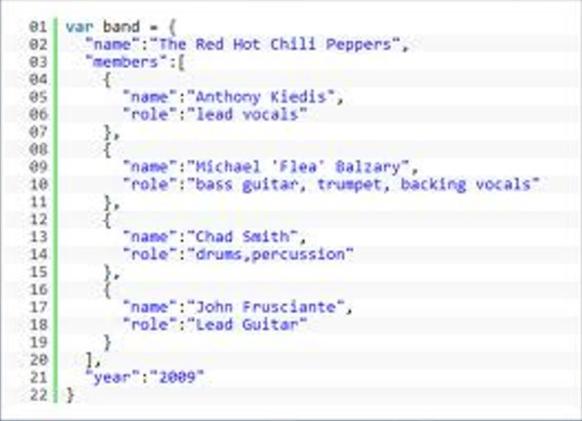 01 var band = {
02   "name":"The Red Hot Chili Peppers",
03   "members":[
04     {
05       "name":"Anthony Kiedis",
06       "role":"lead vocals"
07     },
08     {
09       "name":"Michael 'Flea' Balzary",
10       "role":"bass guitar, trumpet, backing vocals"
11     },
12     {
13       "name":"Chad Smith",
14       "role":"drums,percussion"
15     },
16     {
17       "name":"John Frusciante",
18       "role":"Lead Guitar"
19     }
20   ],
21   "year":"2009"
22 }